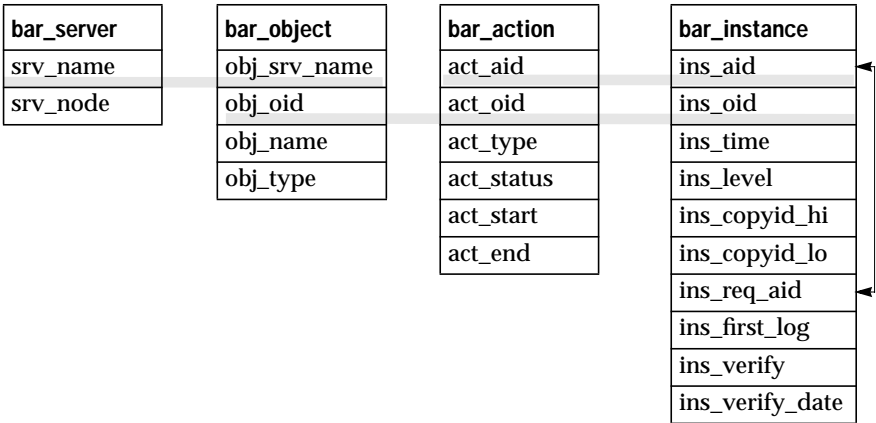 bar_server
srv_name
srv_node
bar_object
obj_srv_name
obj_oid
obj_name
obj_type
bar_action
act_aid
act_oid
act_type
act_status
act_start
act_end
bar_instance
ins_aid
ins_oid
ins_time
ins_level
ins_copyid_hi
ins_copyid_lo
ins_req_aid
ins_first_log
ins_verify
ins_verify_date